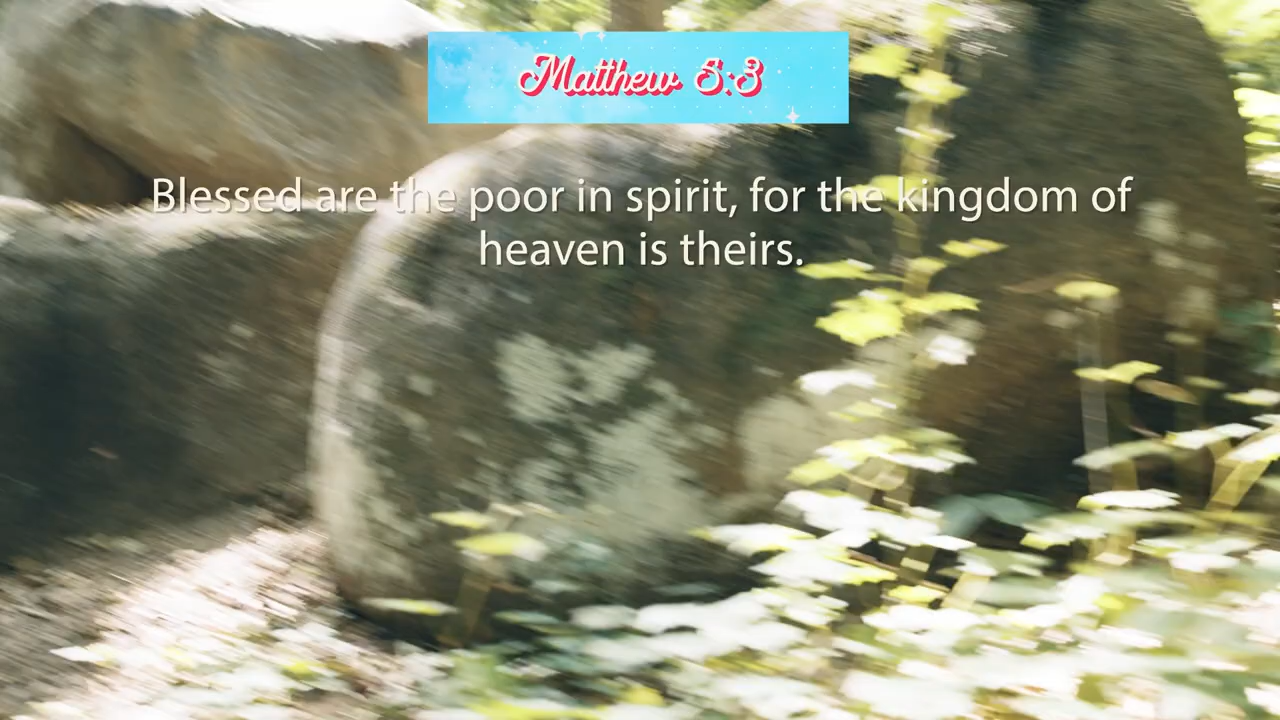 Matthew 5:3
Blessed are the poor in spirit, for the kingdom of
heaven is theirs.